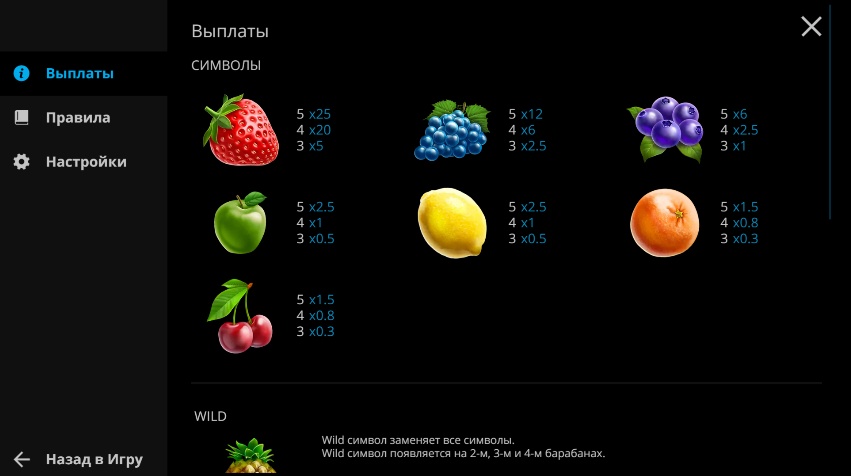 Выплаты
СИМВОЛЫ
Выплаты
Правила
Настройки
5 x25
4 x20
3 x5
5 x12
4 x6
3 x2.5
5 x6
4 x2.5
3 x1
5 x2.5
4 x1
3 x0.5
5 x2.5
4 x1
3 x0.5
5 x1.5
4 x0.8
3 x0.3
5 x1.5
4 x0.8
3 x0.3
WILD
Wild символ заменяет все символы.
Wild символ появляется на 2-м, 3-м и 4-м барабанах.
Назад в Игру